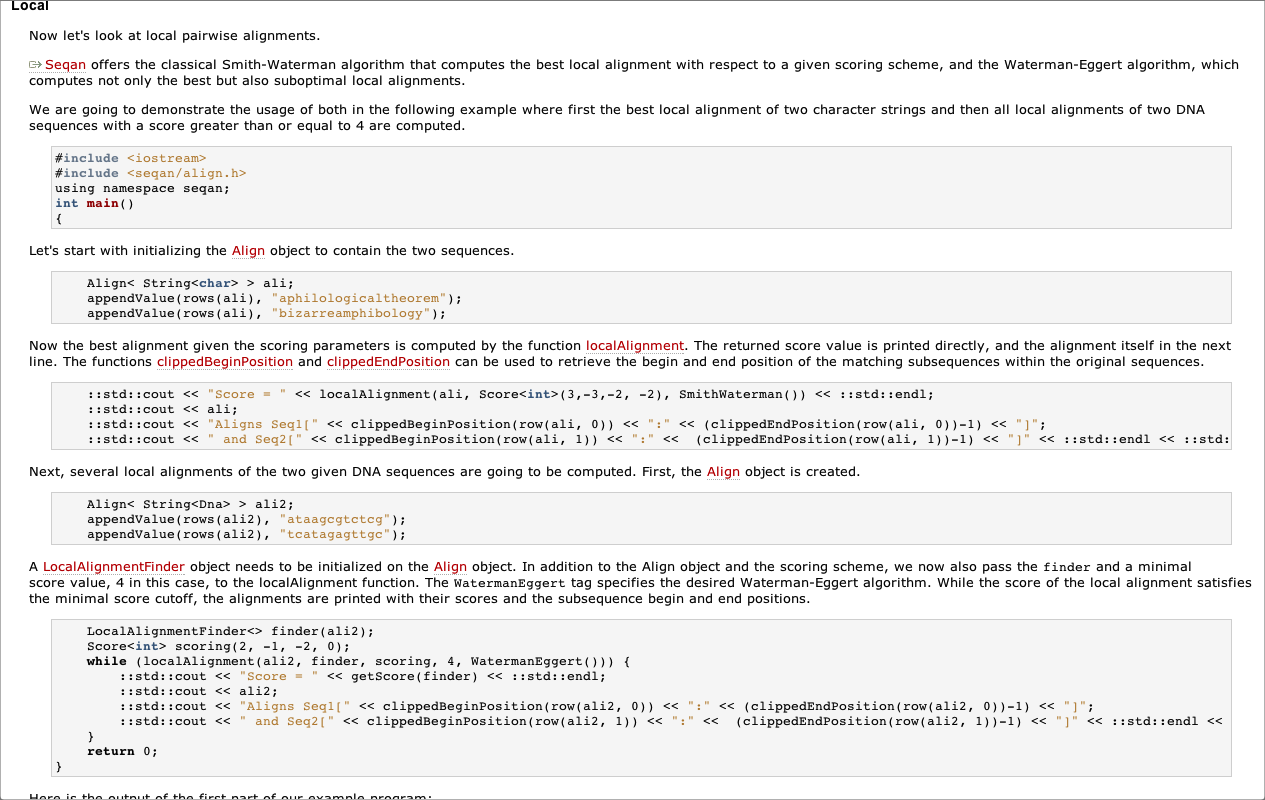 Local
Now let's look at local pairwise alignments.
Seqan offers the classical Smith-Waterman algorithm that computes the best local alignment with respect to a given scoring scheme, and the Waterman-Eggert algorithm, which
computes not only the best but also suboptimal local alignments.
We are going to demonstrate the usage of both in the following example where first the best local alignment of two character strings and then all local alignments of two DNA
sequences with a score greater than or equal to 4 are computed.
#include <iostream>
#include <seqan/align.h>
using namespace seqan;
int main()
{
Let's start with initializing the Align object to contain the two sequences.
    Align< String<char> > ali;
    appendValue(rows(ali), "aphilologicaltheorem");
    appendValue(rows(ali), "bizarreamphibology");
Now the best alignment given the scoring parameters is computed by the function localAlignment. The returned score value is printed directly, and the alignment itself in the next
line. The functions clippedBeginPosition and clippedEndPosition can be used to retrieve the begin and end position of the matching subsequences within the original sequences.
    ::std::cout << "Score = " << localAlignment(ali, Score<int>(3,-3,-2, -2), SmithWaterman()) << ::std::endl;
    ::std::cout << ali;
    ::std::cout << "Aligns Seq1[" << clippedBeginPosition(row(ali, 0)) << ":" << (clippedEndPosition(row(ali, 0))-1) << "]";
    ::std::cout << " and Seq2[" << clippedBeginPosition(row(ali, 1)) << ":" <<  (clippedEndPosition(row(ali, 1))-1) << "]" << ::std::endl << ::std:
Next, several local alignments of the two given DNA sequences are going to be computed. First, the Align object is created.
    Align< String<Dna> > ali2;
    appendValue(rows(ali2), "ataagcgtctcg");
    appendValue(rows(ali2), "tcatagagttgc");
A LocalAlignmentFinder object needs to be initialized on the Align object. In addition to the Align object and the scoring scheme, we now also pass the finder and a minimal
score value, 4 in this case, to the localAlignment function. The WatermanEggert tag specifies the desired Waterman-Eggert algorithm. While the score of the local alignment satisfies
the minimal score cutoff, the alignments are printed with their scores and the subsequence begin and end positions.
    LocalAlignmentFinder<> finder(ali2);
    Score<int> scoring(2, -1, -2, 0);
    while (localAlignment(ali2, finder, scoring, 4, WatermanEggert())) {
        ::std::cout << "Score = " << getScore(finder) << ::std::endl;
        ::std::cout << ali2;
        ::std::cout << "Aligns Seq1[" << clippedBeginPosition(row(ali2, 0)) << ":" << (clippedEndPosition(row(ali2, 0))-1) << "]";
        ::std::cout << " and Seq2[" << clippedBeginPosition(row(ali2, 1)) << ":" <<  (clippedEndPosition(row(ali2, 1))-1) << "]" << ::std::endl <<
    }
    return 0;
}
Here is the output of the first part of our example program: